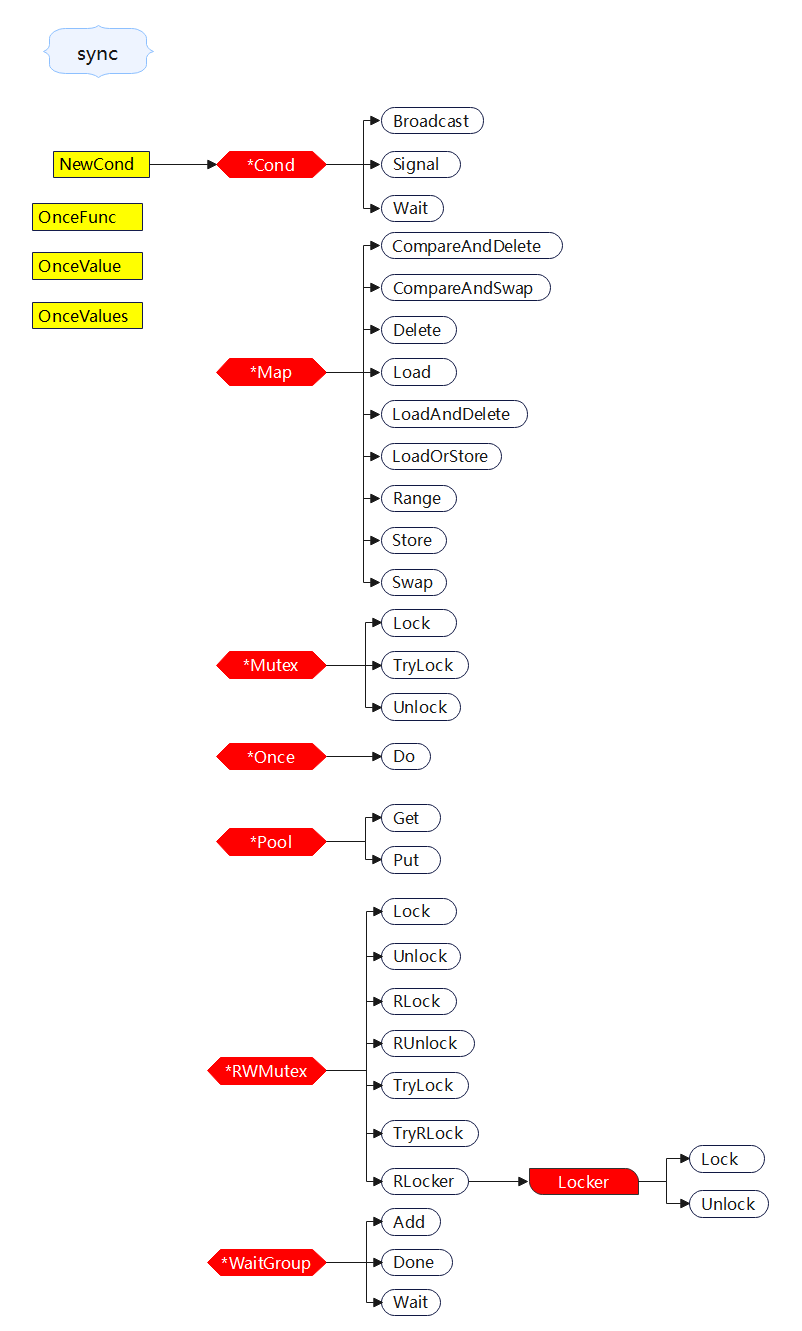 sync
NewCond
*Cond
Broadcast
Signal
Wait
OnceFunc
OnceValue
OnceValues
*Map
CompareAndDelete
CompareAndSwap
Delete
Load
LoadAndDelete
LoadOrStore
Range
Store
Swap
*Mutex
Lock
TryLock
Unlock
*Once
Do
*Pool
Get
Put
*RWMutex
Lock
Unlock
RLock
RUnlock
TryLock
TryRLock
RLocker
Locker
Lock
Unlock
*WaitGroup
Add
Done
Wait